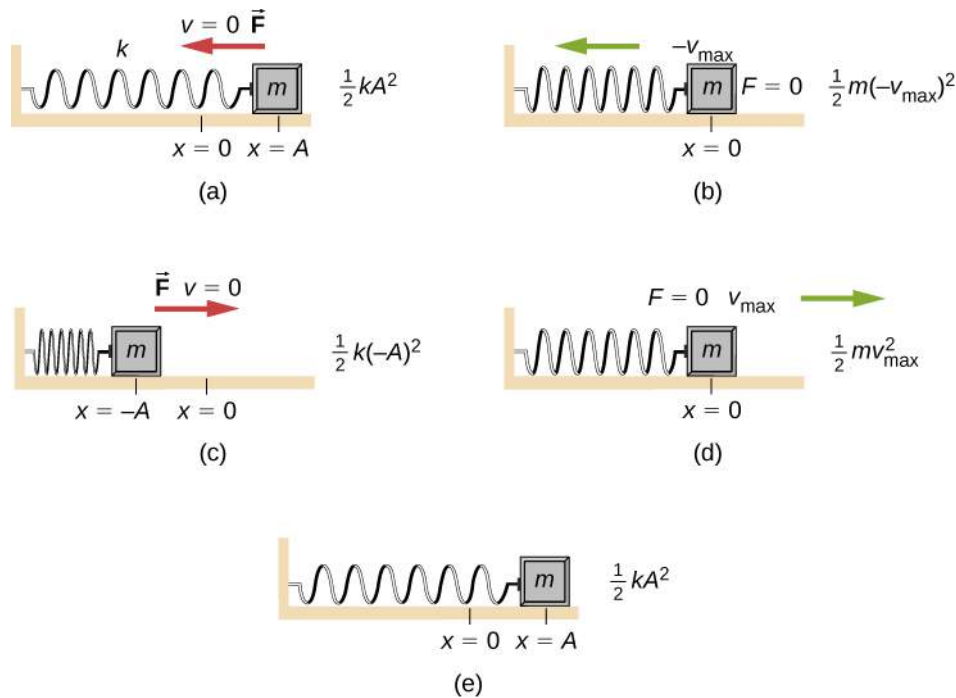 v = 0 F⃗
k
m
½ kA²
x = 0 x = A
(a)
−v_max
m F = 0 ½ m(−v_max)²
x = 0
(b)
F⃗ v = 0
m
½ k(−A)²
x = −A x = 0
(c)
F = 0 v_max
m
½ mv²_max
x = 0
(d)
m
½ kA²
x = 0 x = A
(e)